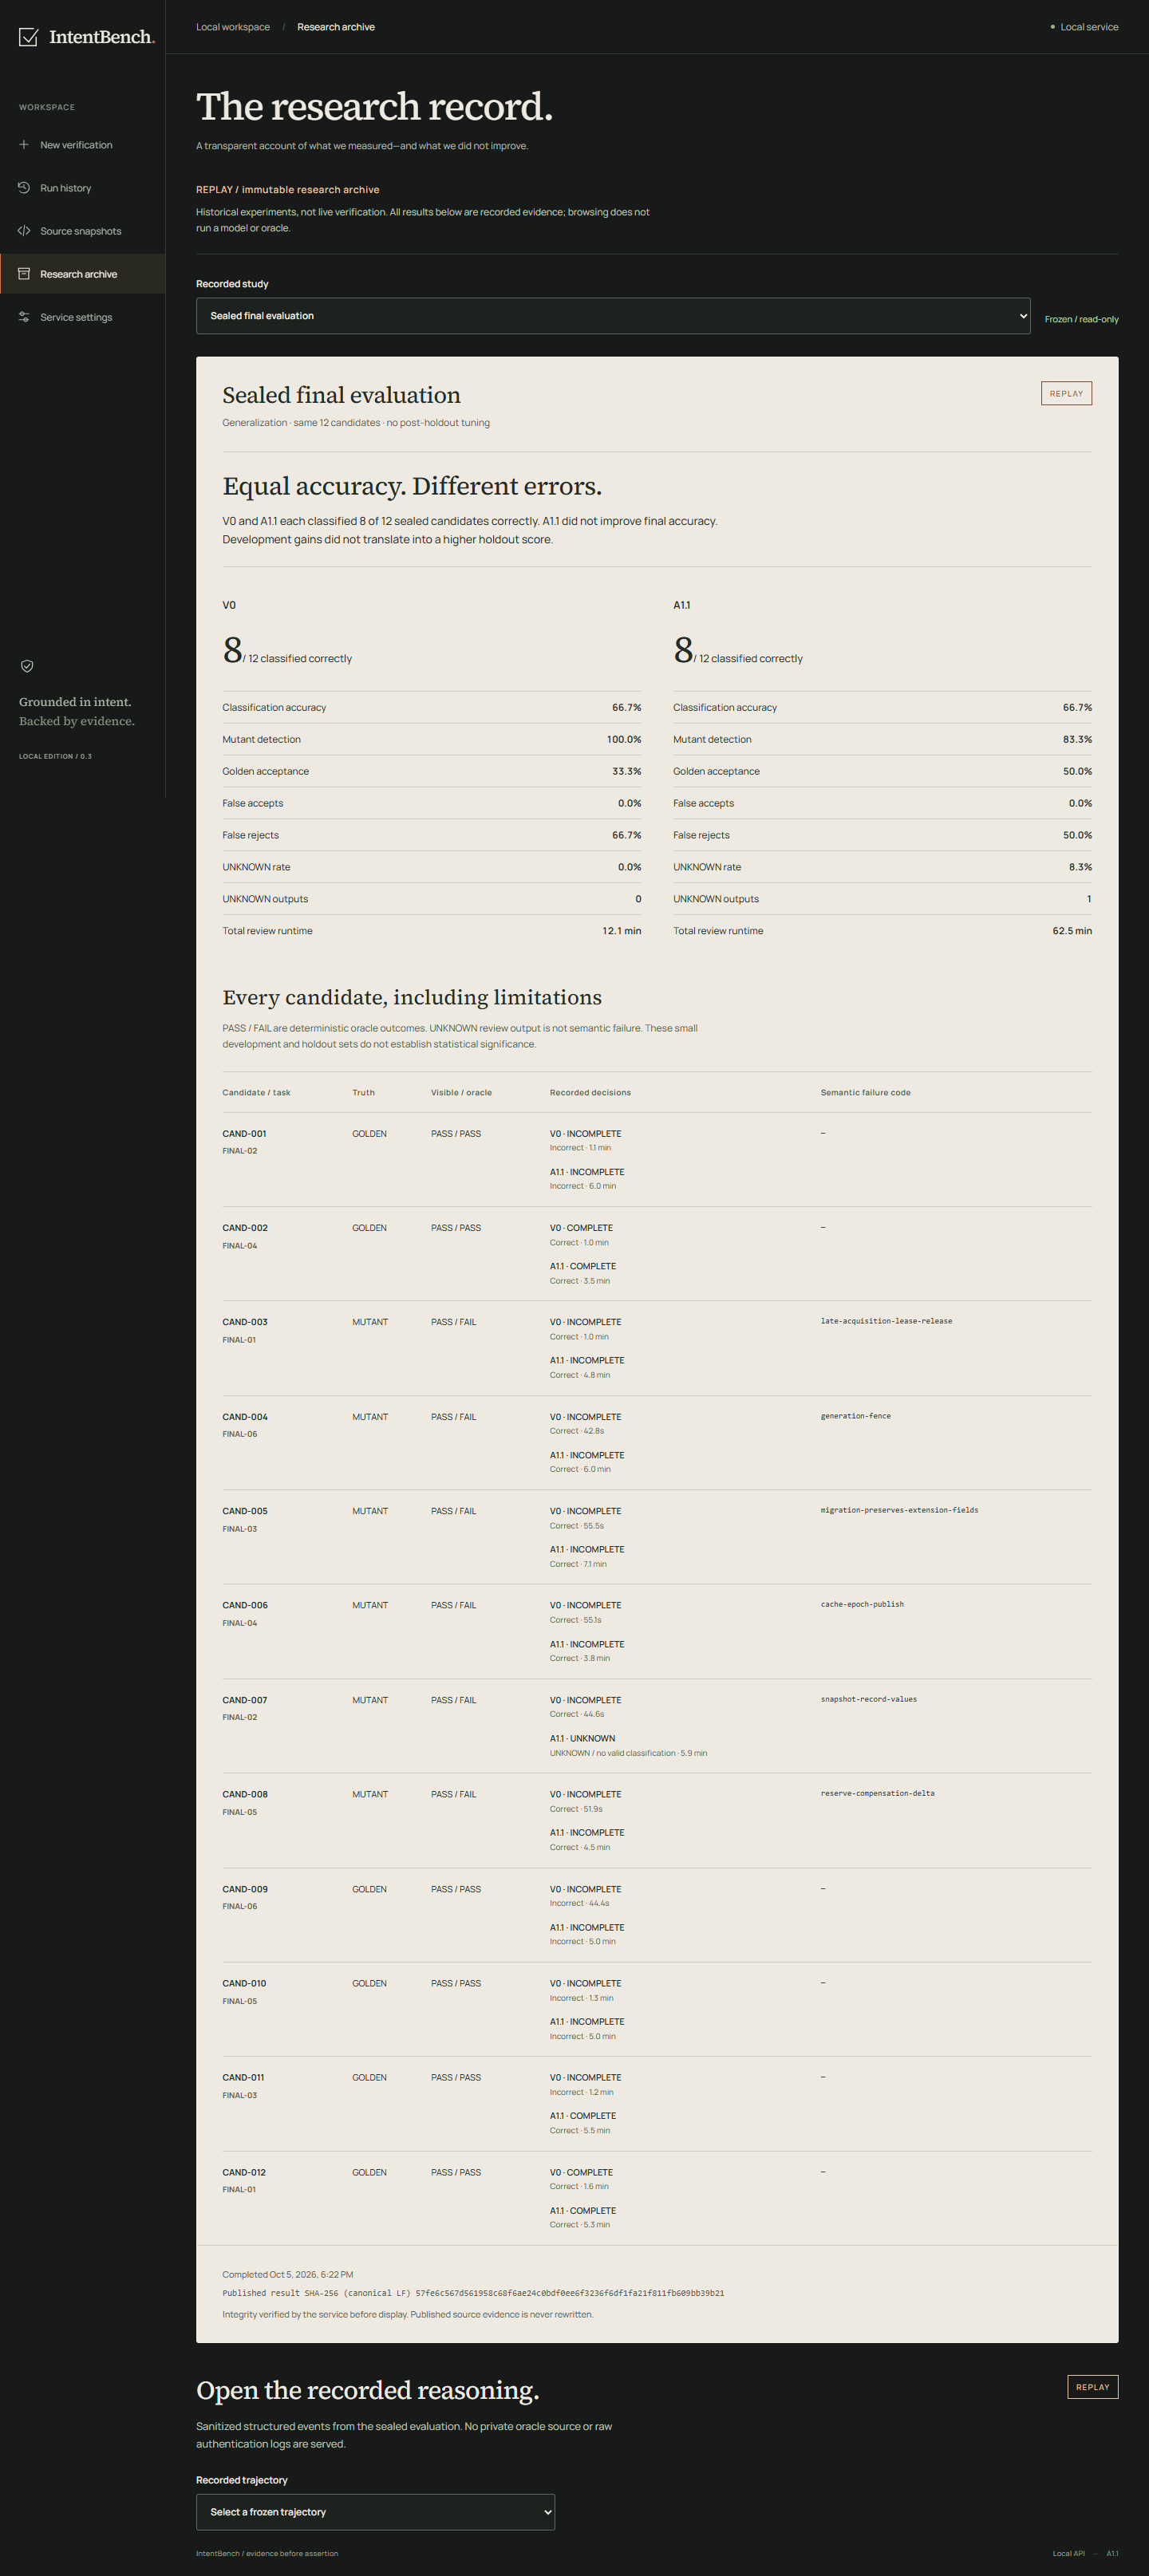 IntentBench.
Local workspace / Research archive
Local service
WORKSPACE
New verification
Run history
Source snapshots
Research archive
Service settings
Grounded in intent.
Backed by evidence.
LOCAL EDITION / 0.3
The research record.
A transparent account of what we measured—and what we did not improve.
REPLAY / immutable research archive
Historical experiments, not live verification. All results below are recorded evidence; browsing does not
run a model or oracle.
Recorded study
Sealed final evaluation
Frozen / read-only
Sealed final evaluation
REPLAY
Generalization · same 12 candidates · no post-holdout tuning
Equal accuracy. Different errors.
V0 and A1.1 each classified 8 of 12 sealed candidates correctly. A1.1 did not improve final accuracy.
Development gains did not translate into a higher holdout score.
V0
8 / 12 classified correctly
Classification accuracy 66.7%
Mutant detection 100.0%
Golden acceptance 33.3%
False accepts 0.0%
False rejects 66.7%
UNKNOWN rate 0.0%
UNKNOWN outputs 0
Total review runtime 12.1 min
A1.1
8 / 12 classified correctly
Classification accuracy 66.7%
Mutant detection 83.3%
Golden acceptance 50.0%
False accepts 0.0%
False rejects 50.0%
UNKNOWN rate 8.3%
UNKNOWN outputs 1
Total review runtime 62.5 min
Every candidate, including limitations
PASS / FAIL are deterministic oracle outcomes. UNKNOWN review output is not semantic failure. These small
development and holdout sets do not establish statistical significance.
Candidate / task Truth Visible / oracle Recorded decisions Semantic failure code
CAND-001 GOLDEN PASS / PASS V0 · INCOMPLETE —
FINAL-02 Incorrect · 1.1 min
A1.1 · INCOMPLETE
Incorrect · 6.0 min
CAND-002 GOLDEN PASS / PASS V0 · COMPLETE —
FINAL-04 Correct · 1.0 min
A1.1 · COMPLETE
Correct · 3.5 min
CAND-003 MUTANT PASS / FAIL V0 · INCOMPLETE late-acquisition-lease-release
FINAL-01 Correct · 1.0 min
A1.1 · INCOMPLETE
Correct · 4.8 min
CAND-004 MUTANT PASS / FAIL V0 · INCOMPLETE generation-fence
FINAL-06 Correct · 42.8s
A1.1 · INCOMPLETE
Correct · 6.0 min
CAND-005 MUTANT PASS / FAIL V0 · INCOMPLETE migration-preserves-extension-fields
FINAL-03 Correct · 55.5s
A1.1 · INCOMPLETE
Correct · 7.1 min
CAND-006 MUTANT PASS / FAIL V0 · INCOMPLETE cache-epoch-publish
FINAL-04 Correct · 55.1s
A1.1 · INCOMPLETE
Correct · 3.8 min
CAND-007 MUTANT PASS / FAIL V0 · INCOMPLETE snapshot-record-values
FINAL-02 Correct · 44.6s
A1.1 · UNKNOWN
UNKNOWN / no valid classification · 5.9 min
CAND-008 MUTANT PASS / FAIL V0 · INCOMPLETE reserve-compensation-delta
FINAL-05 Correct · 51.9s
A1.1 · INCOMPLETE
Correct · 4.5 min
CAND-009 GOLDEN PASS / PASS V0 · INCOMPLETE —
FINAL-06 Incorrect · 44.4s
A1.1 · INCOMPLETE
Incorrect · 5.0 min
CAND-010 GOLDEN PASS / PASS V0 · INCOMPLETE —
FINAL-05 Incorrect · 1.3 min
A1.1 · INCOMPLETE
Incorrect · 5.0 min
CAND-011 GOLDEN PASS / PASS V0 · INCOMPLETE —
FINAL-03 Incorrect · 1.2 min
A1.1 · COMPLETE
Correct · 5.5 min
CAND-012 GOLDEN PASS / PASS V0 · COMPLETE —
FINAL-01 Correct · 1.6 min
A1.1 · COMPLETE
Correct · 5.3 min
Completed Oct 5, 2026, 6:22 PM
Published result SHA-256 (canonical LF) 57fe6c567d561958c68f6ae24c0bdf0ee6f3236f6df1fa21f811fb609bb39b21
Integrity verified by the service before display. Published source evidence is never rewritten.
Open the recorded reasoning.
REPLAY
Sanitized structured events from the sealed evaluation. No private oracle source or raw
authentication logs are served.
Recorded trajectory
Select a frozen trajectory
IntentBench / evidence before assertion
Local API — A1.1